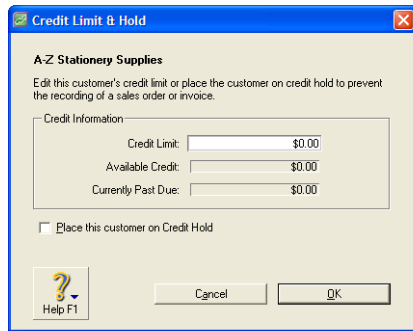 Credit Limit & Hold
A-Z Stationery Supplies
Edit this customer's credit limit or place the customer on credit hold to prevent
the recording of a sales order or invoice.
Credit Information
Credit Limit: $0.00
Available Credit: $0.00
Currently Past Due: $0.00
Place this customer on Credit Hold
Help F1 Cancel OK